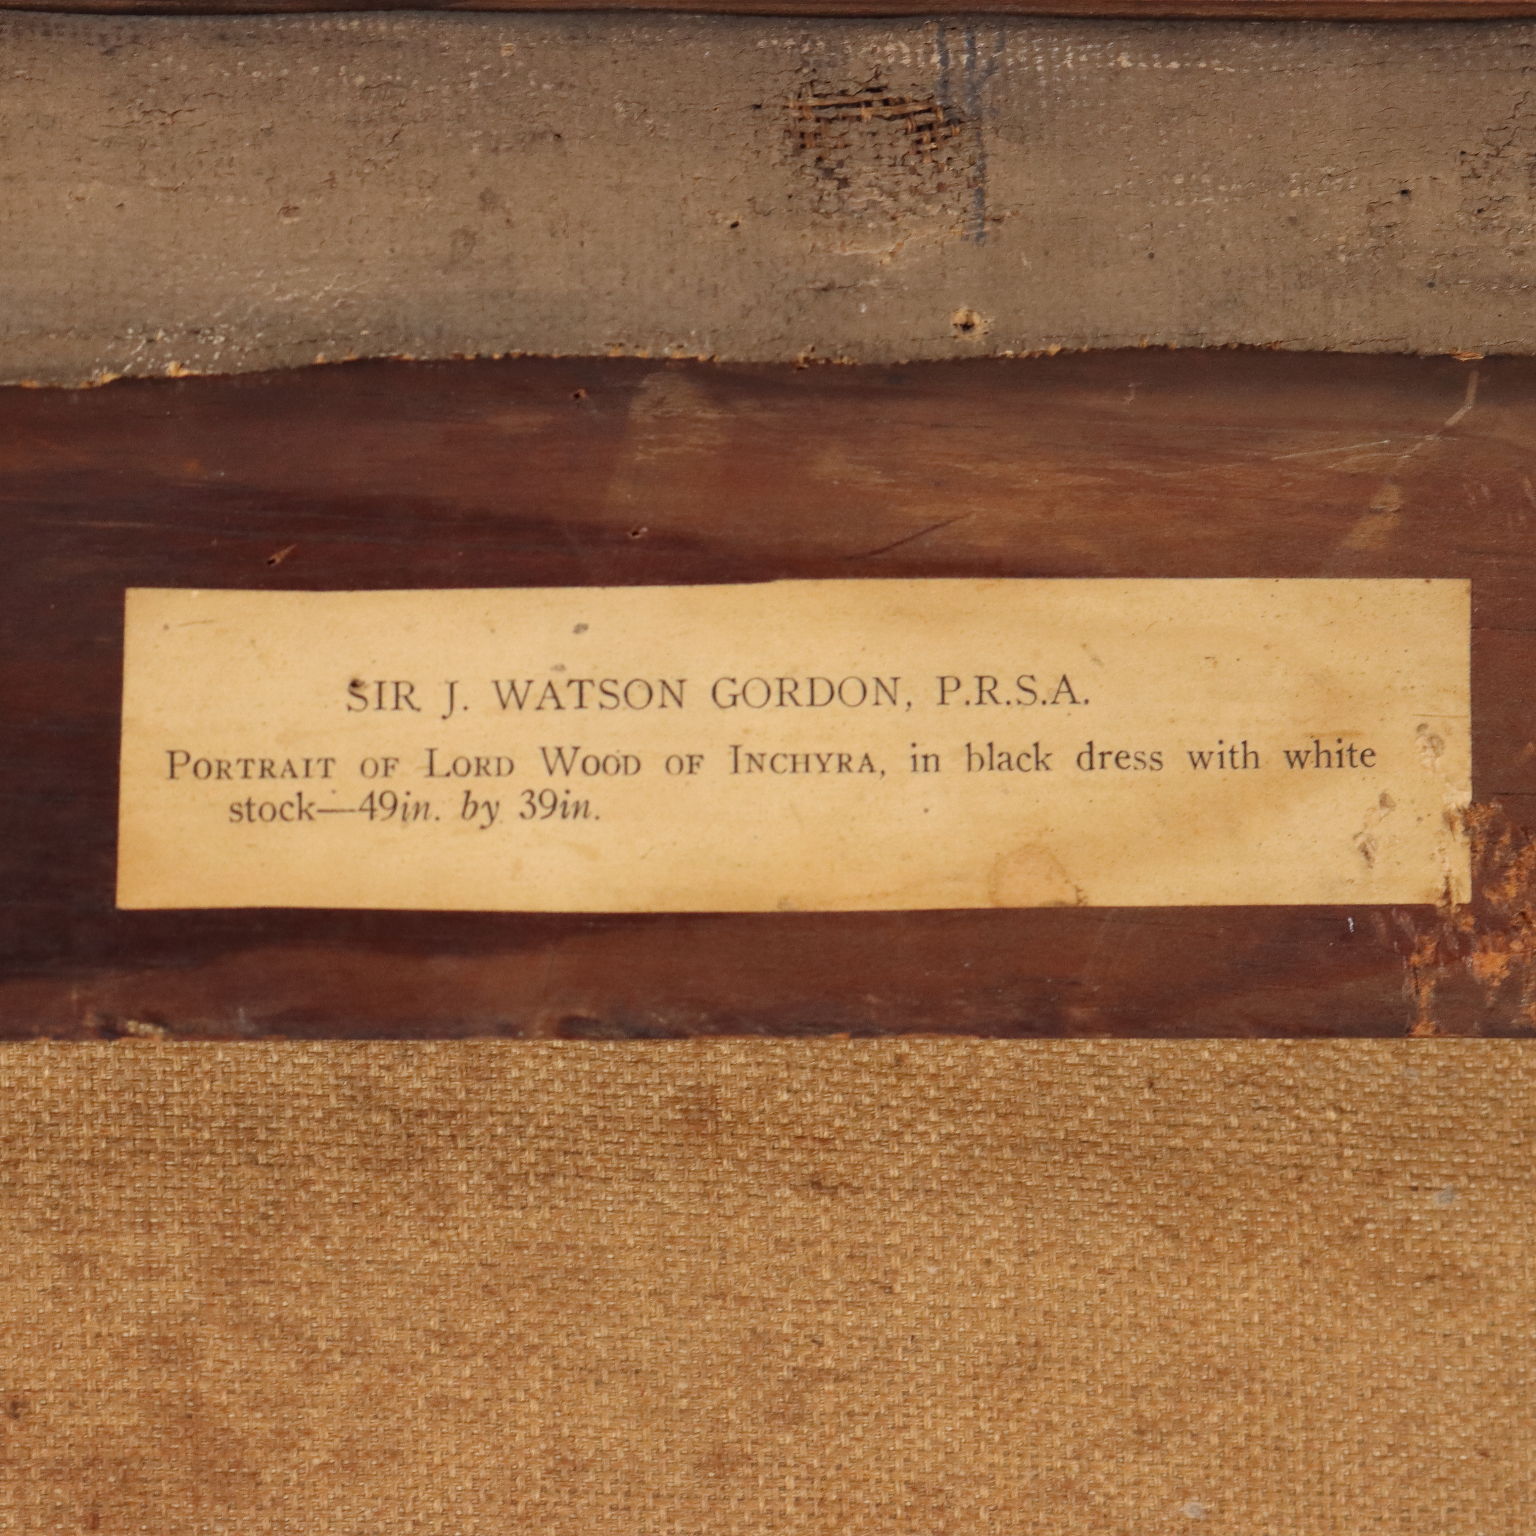 SIR J. WATSON GORDON, P.R.S.A.
PORTRAIT OF LORD WOOD OF INCHYRA, in black dress with white
stock—49in. by 39in.